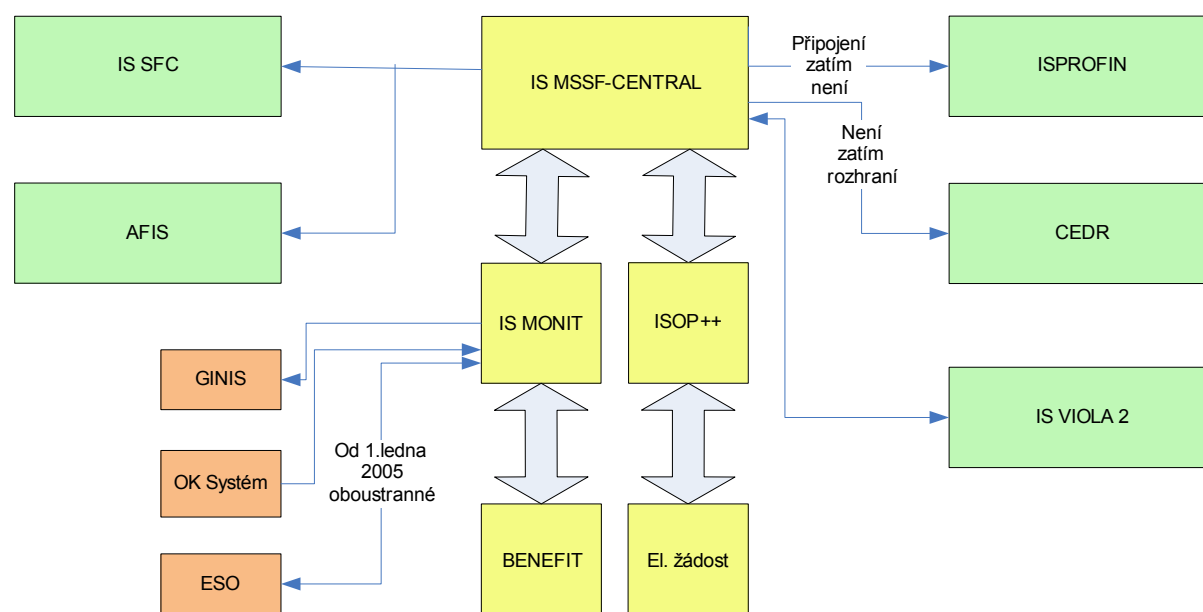 IS SFC
IS MSSF-CENTRAL
Připojení
zatím
není
ISPROFIN
Není
zatím
rozhraní
AFIS
CEDR
IS MONIT
ISOP++
GINIS
OK Systém
Od 1.ledna
2005
oboustranné
IS VIOLA 2
ESO
BENEFIT
El. žádost